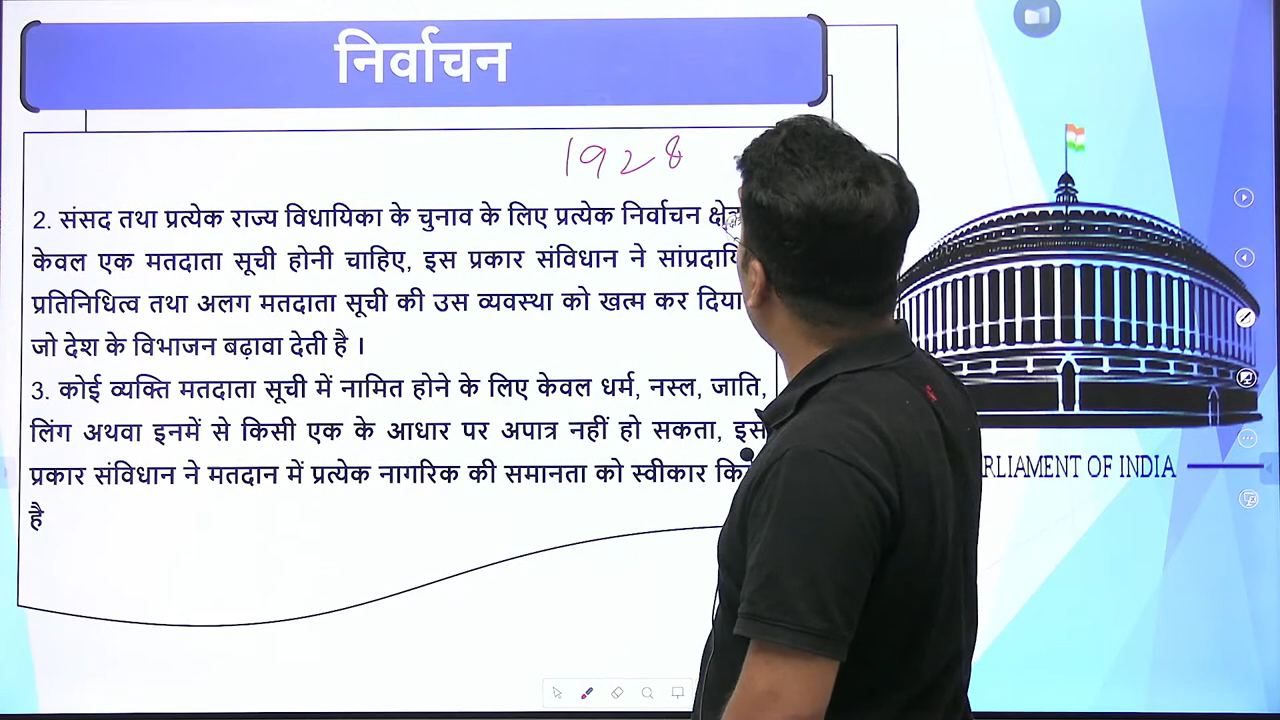 निर्वाचन
1928
2. संसद तथा प्रत्येक राज्य विधायिका के चुनाव के लिए प्रत्येक निर्वाचन
केवल एक मतदाता सूची होनी चाहिए, इस प्रकार संविधान ने
प्रतिनिधित्व तथा अलग मतदाता सूची की उस व्यवस्था को खत्म कर दिया
जो देश के विभाजन बढ़ावा देती है ।
3. कोई व्यक्ति मतदाता सूची में नामित होने के लिए केवल धर्म, नस्ल, जाति,
लिंग अथवा इनमें से किसी एक के आधार पर अपात्र नहीं हो सकता, इस
प्रकार संविधान ने मतदान में प्रत्येक नागरिक की समानता को स्वीकार
है
RLIAMENT OF INDIA